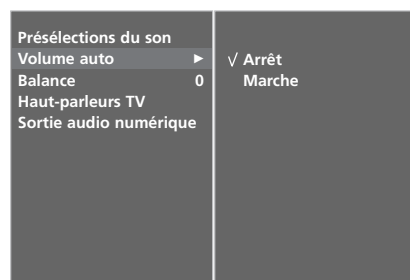 Présélections du son
Volume auto ►
Balance 0
Haut-parleurs TV
Sortie audio numérique
√ Arrêt
Marche